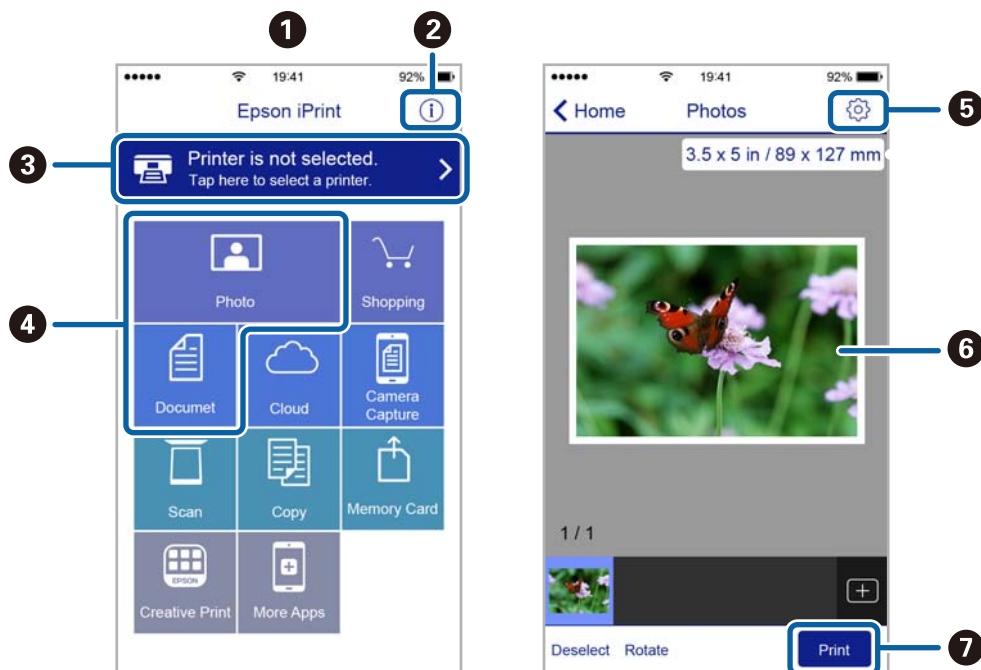 1
2
19:41
92%
Epson iPrint
3
Printer is not selected.
Tap here to select a printer.
4
Photo
Shopping
Documet
Cloud
Camera
Capture
Scan
Copy
Memory Card
EPSON
Creative Print
More Apps
19:41
92%
Home
Photos
5
3.5 x 5 in / 89 x 127 mm
6
1 / 1
Deselect
Rotate
Print
7